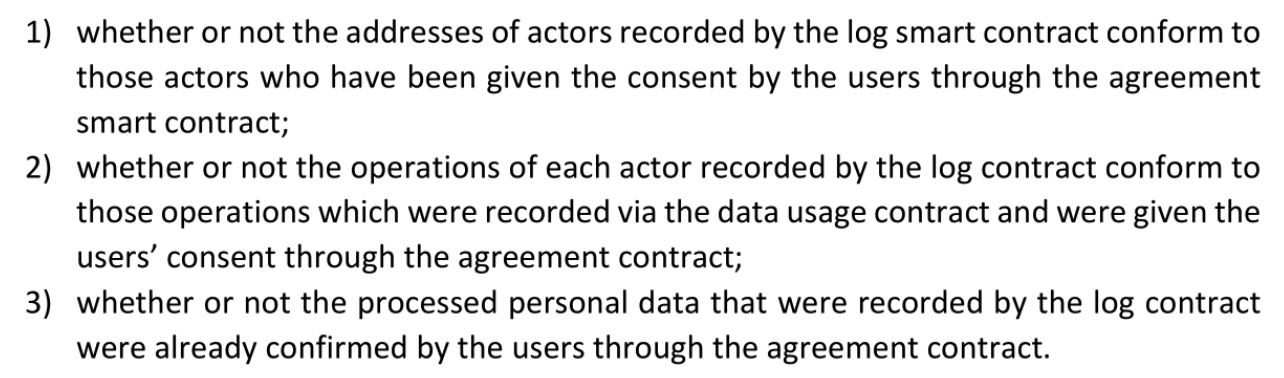 1) whether or not the addresses of actors recorded by the log smart contract conform to
those actors who have been given the consent by the users through the agreement
smart contract;
2) whether or not the operations of each actor recorded by the log contract conform to
those operations which were recorded via the data usage contract and were given the
users’ consent through the agreement contract;
3) whether or not the processed personal data that were recorded by the log contract
were already confirmed by the users through the agreement contract.